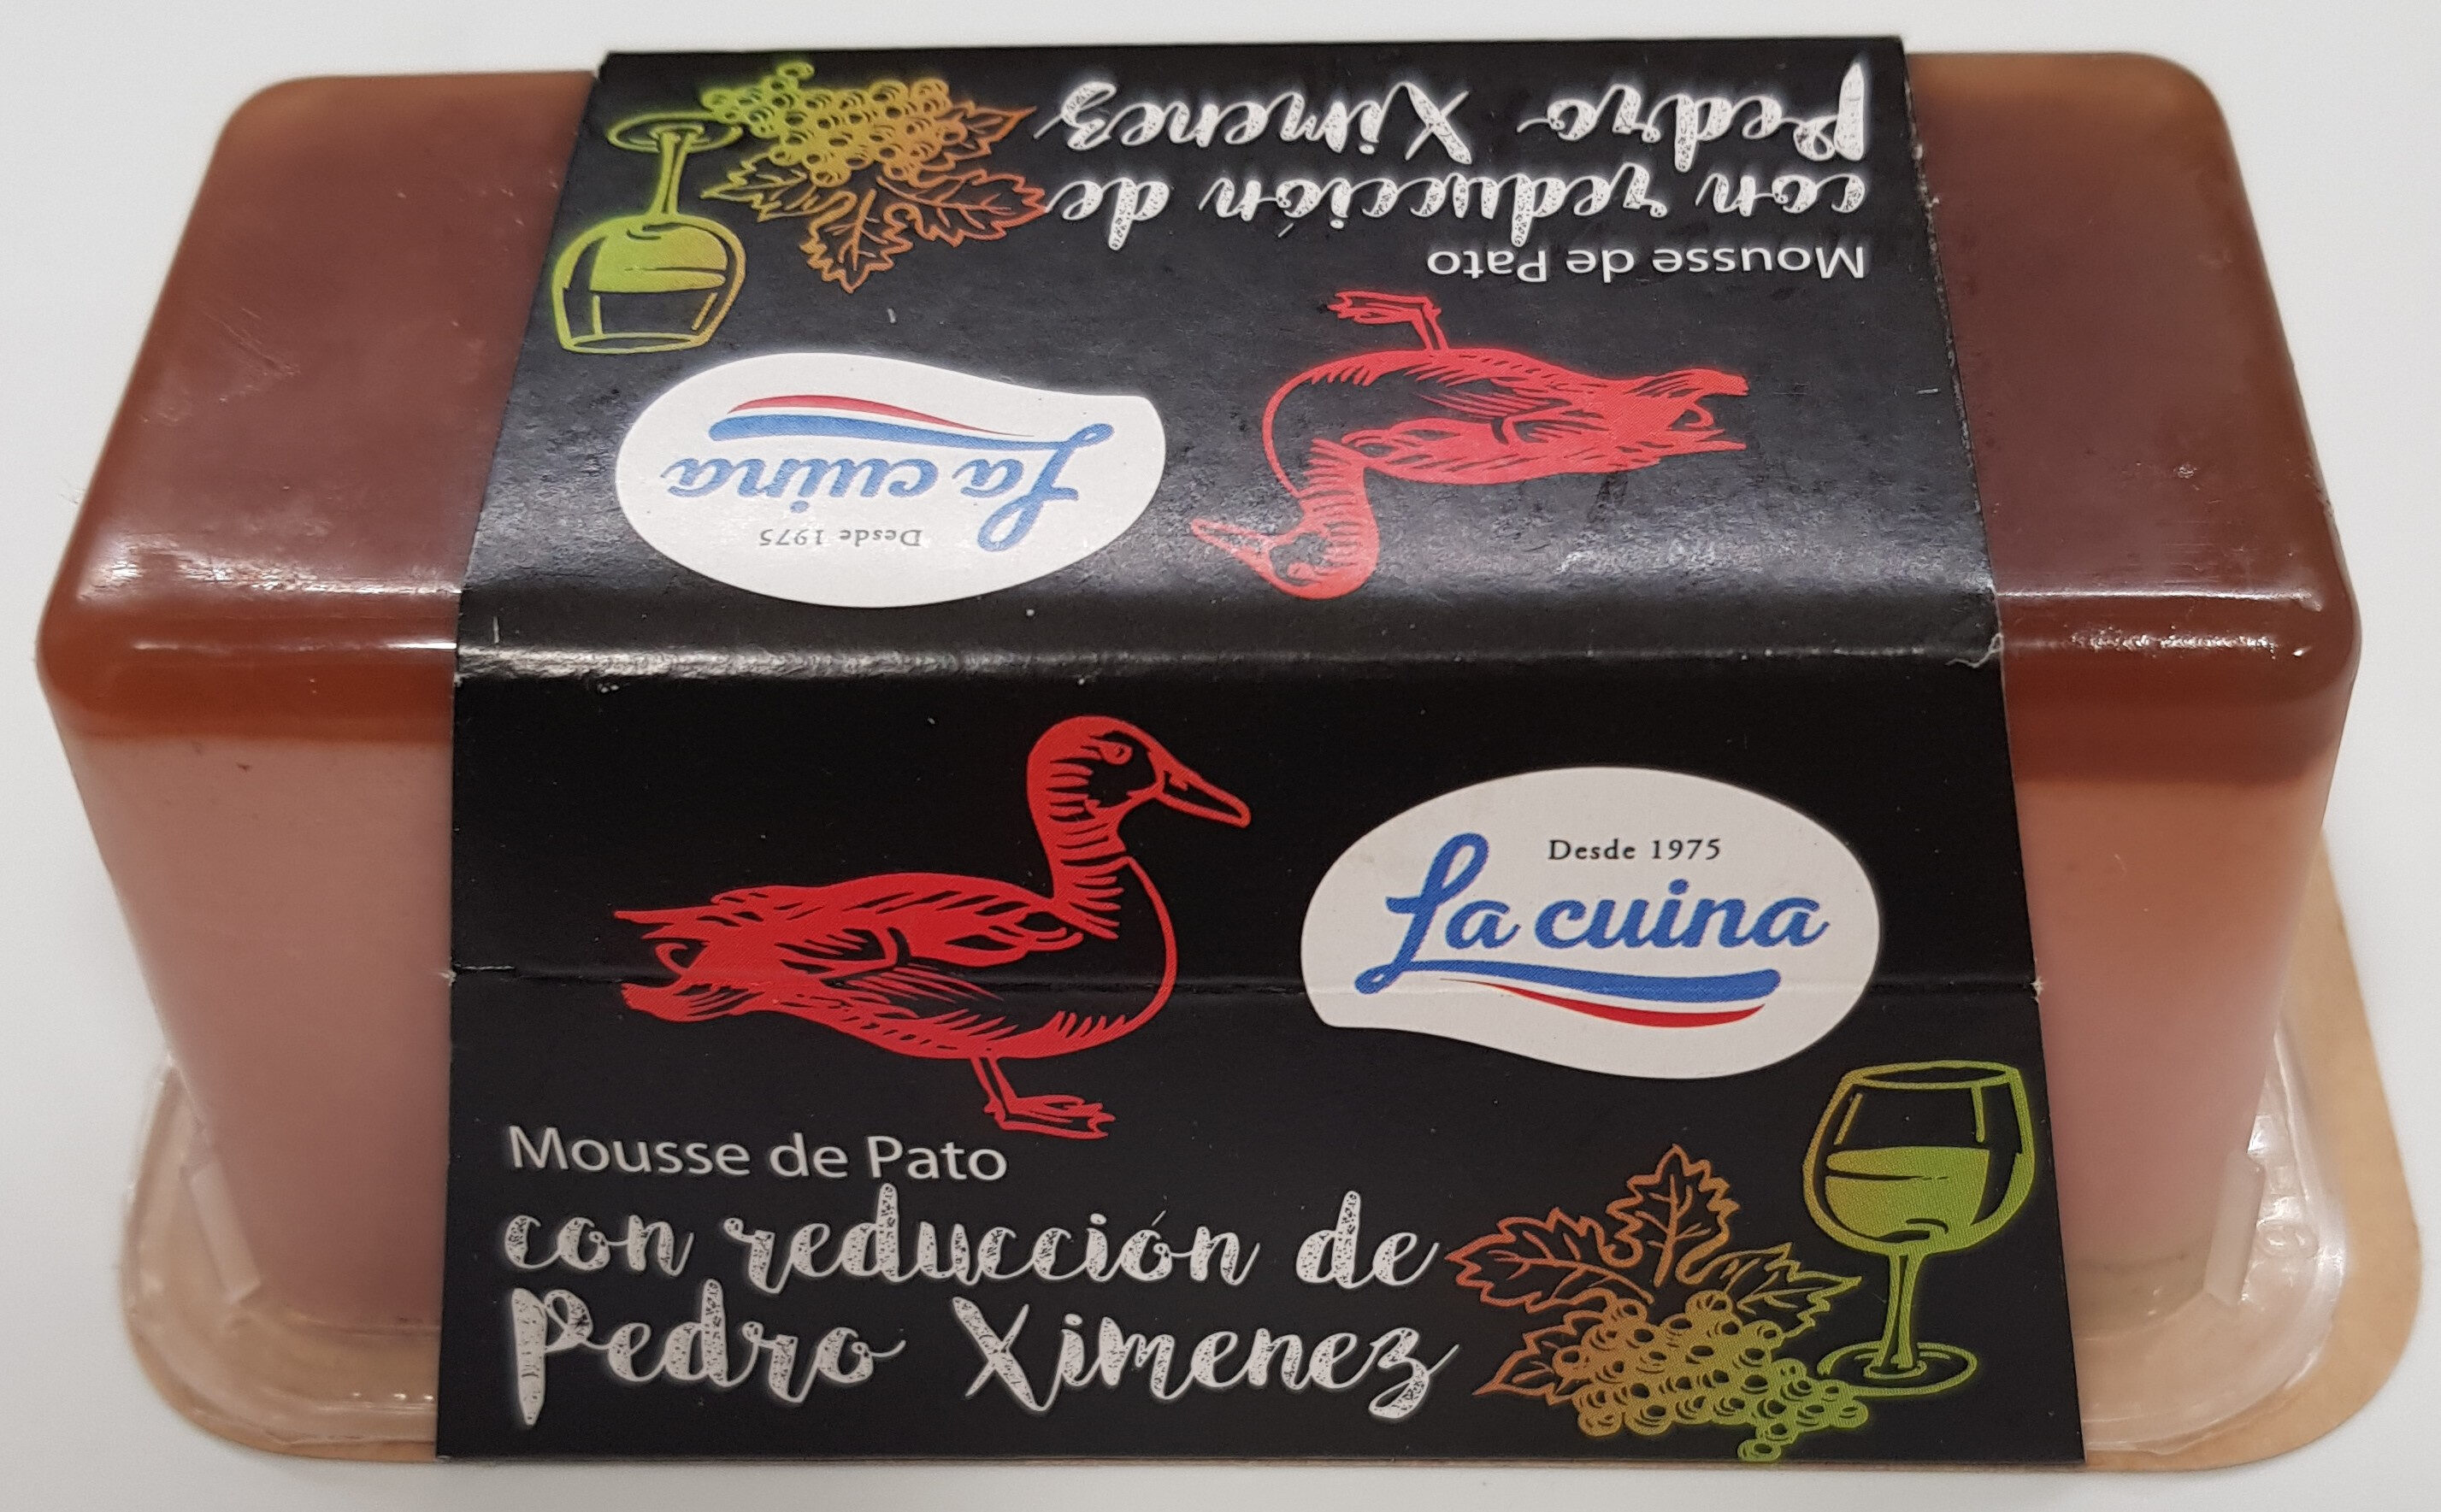 Pedro Ximenez
con reducción de
Mousse de Pato
La cuina
Desde 1975
Desde 1975
La cuina
Mousse de Pato
con reducción de
Pedro Ximenez